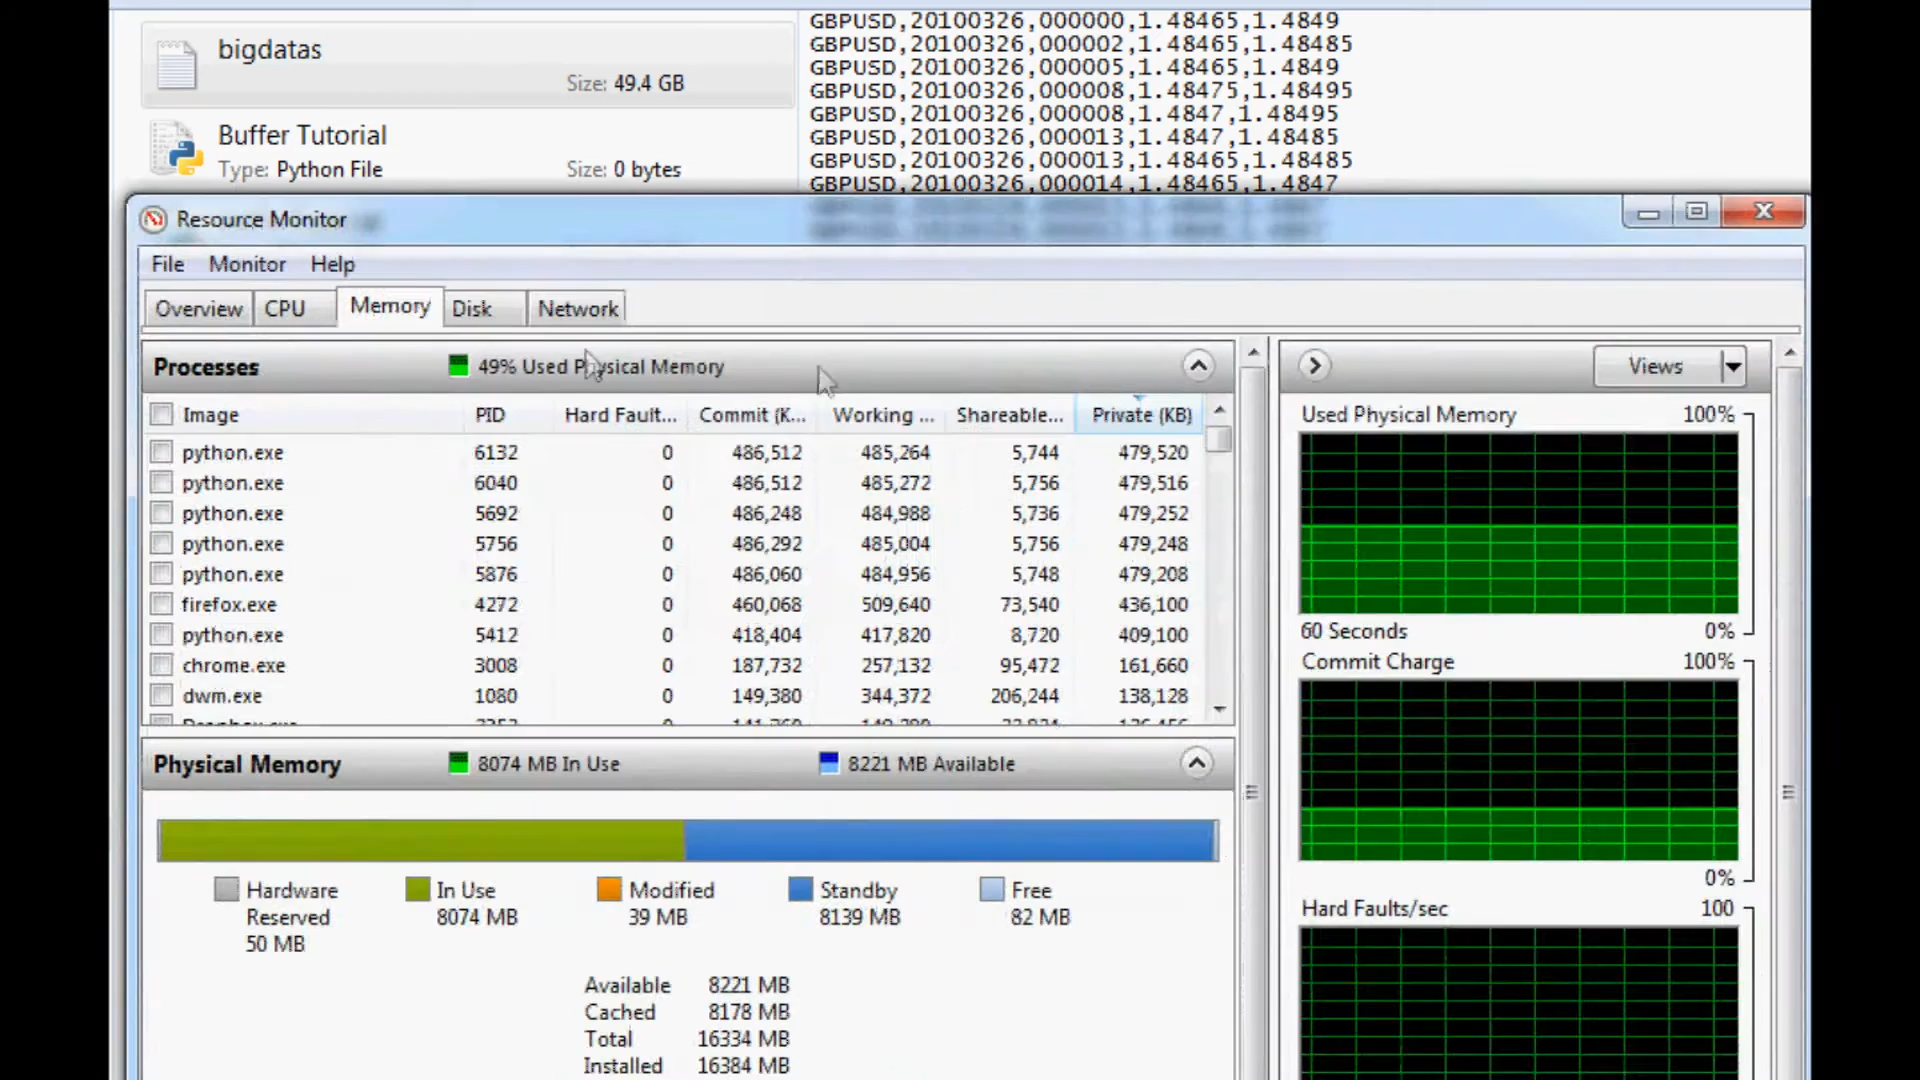 bigdatas
Size: 49.4 GB
Buffer Tutorial
Type: Python File
Size: 0 bytes
GBPUSD,20100326,000000,1.48465,1.4849
GBPUSD,20100326,000002,1.48465,1.48485
GBPUSD,20100326,000005,1.48465,1.4849
GBPUSD,20100326,000008,1.48475,1.48495
GBPUSD,20100326,000008,1.4847,1.48495
GBPUSD,20100326,000013,1.4847,1.48485
GBPUSD,20100326,000013,1.48465,1.48485
GBPUSD,20100326,000014,1.48465,1.4847
Resource Monitor
File Monitor Help
Overview CPU Memory Disk Network
Processes 49% Used Physical Memory
Image PID Hard Fault... Commit (K... Working ... Shareable... Private (KB)
python.exe 6132 0 486,512 485,264 5,744 479,520
python.exe 6040 0 486,512 485,272 5,756 479,516
python.exe 5692 0 486,248 484,988 5,736 479,252
python.exe 5756 0 486,292 485,004 5,756 479,248
python.exe 5876 0 486,060 484,956 5,748 479,208
firefox.exe 4272 0 460,068 509,640 73,540 436,100
python.exe 5412 0 418,404 417,820 8,720 409,100
chrome.exe 3008 0 187,732 257,132 95,472 161,660
dwm.exe 1080 0 149,380 344,372 206,244 138,128
Physical Memory 8074 MB In Use 8221 MB Available
Hardware Reserved 50 MB
In Use 8074 MB
Modified 39 MB
Standby 8139 MB
Free 82 MB
Available 8221 MB
Cached 8178 MB
Total 16334 MB
Installed 16384 MB
Views
Used Physical Memory 100%
60 Seconds 0%
Commit Charge 100%
0%
Hard Faults/sec 100